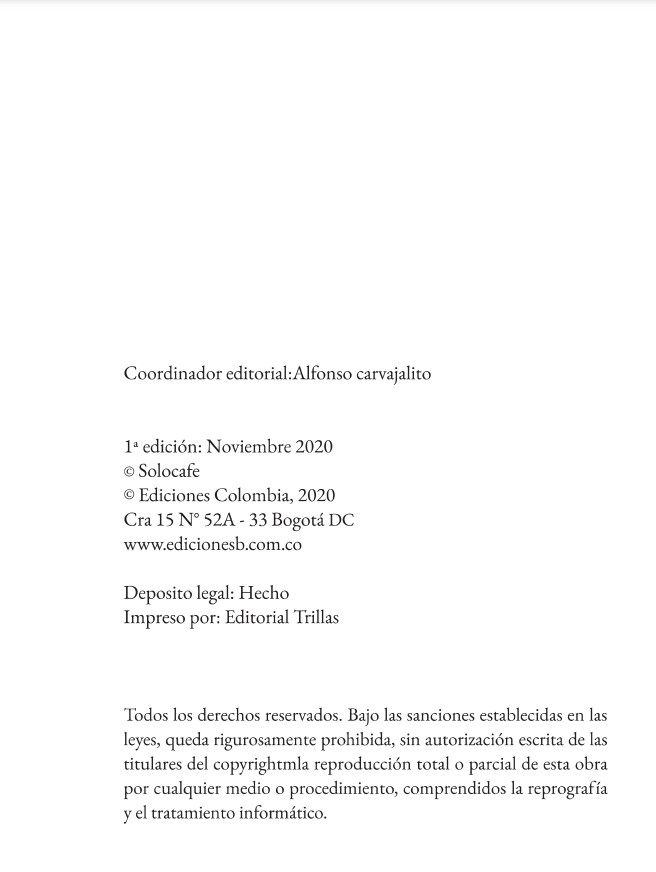 Coordinador editorial:Alfonso carvajalito
1ª edición: Noviembre 2020
© Solocafe
© Ediciones Colombia, 2020
Cra 15 N° 52A - 33 Bogotá DC
www.edicionesb.com.co
Deposito legal: Hecho
Impreso por: Editorial Trillas
Todos los derechos reservados. Bajo las sanciones establecidas en las
leyes, queda rigurosamente prohibida, sin autorización escrita de las
titulares del copyrightmla reproducción total o parcial de esta obra
por cualquier medio o procedimiento, comprendidos la reprografía
y el tratamiento informático.